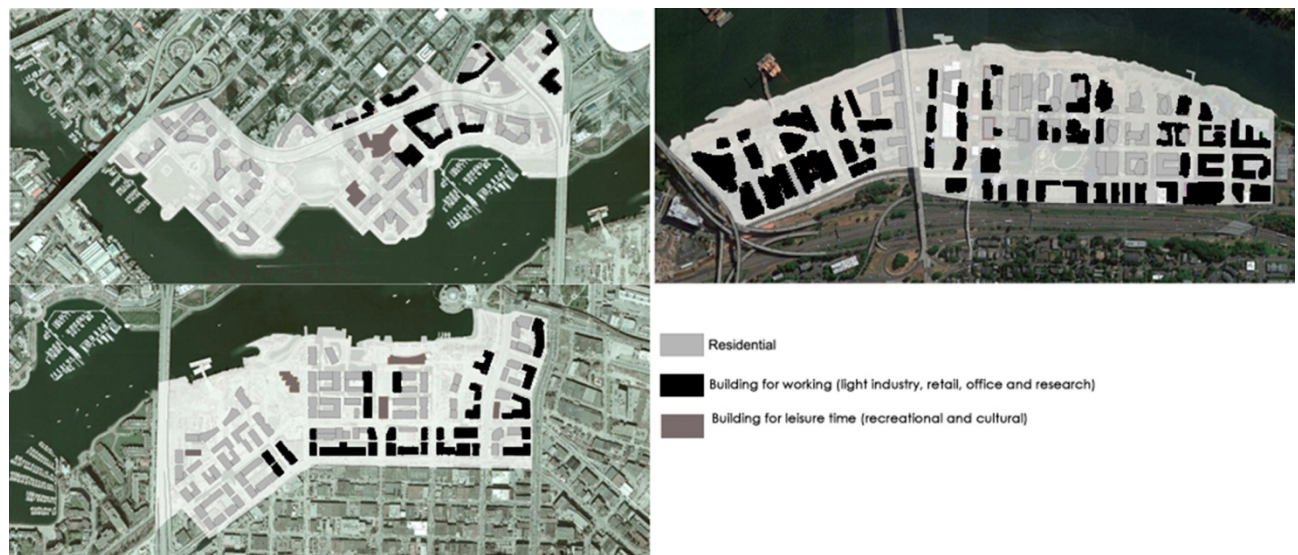 Residential
Building for working (light industry, retail, office and research)
Building for leisure time (recreational and cultural)